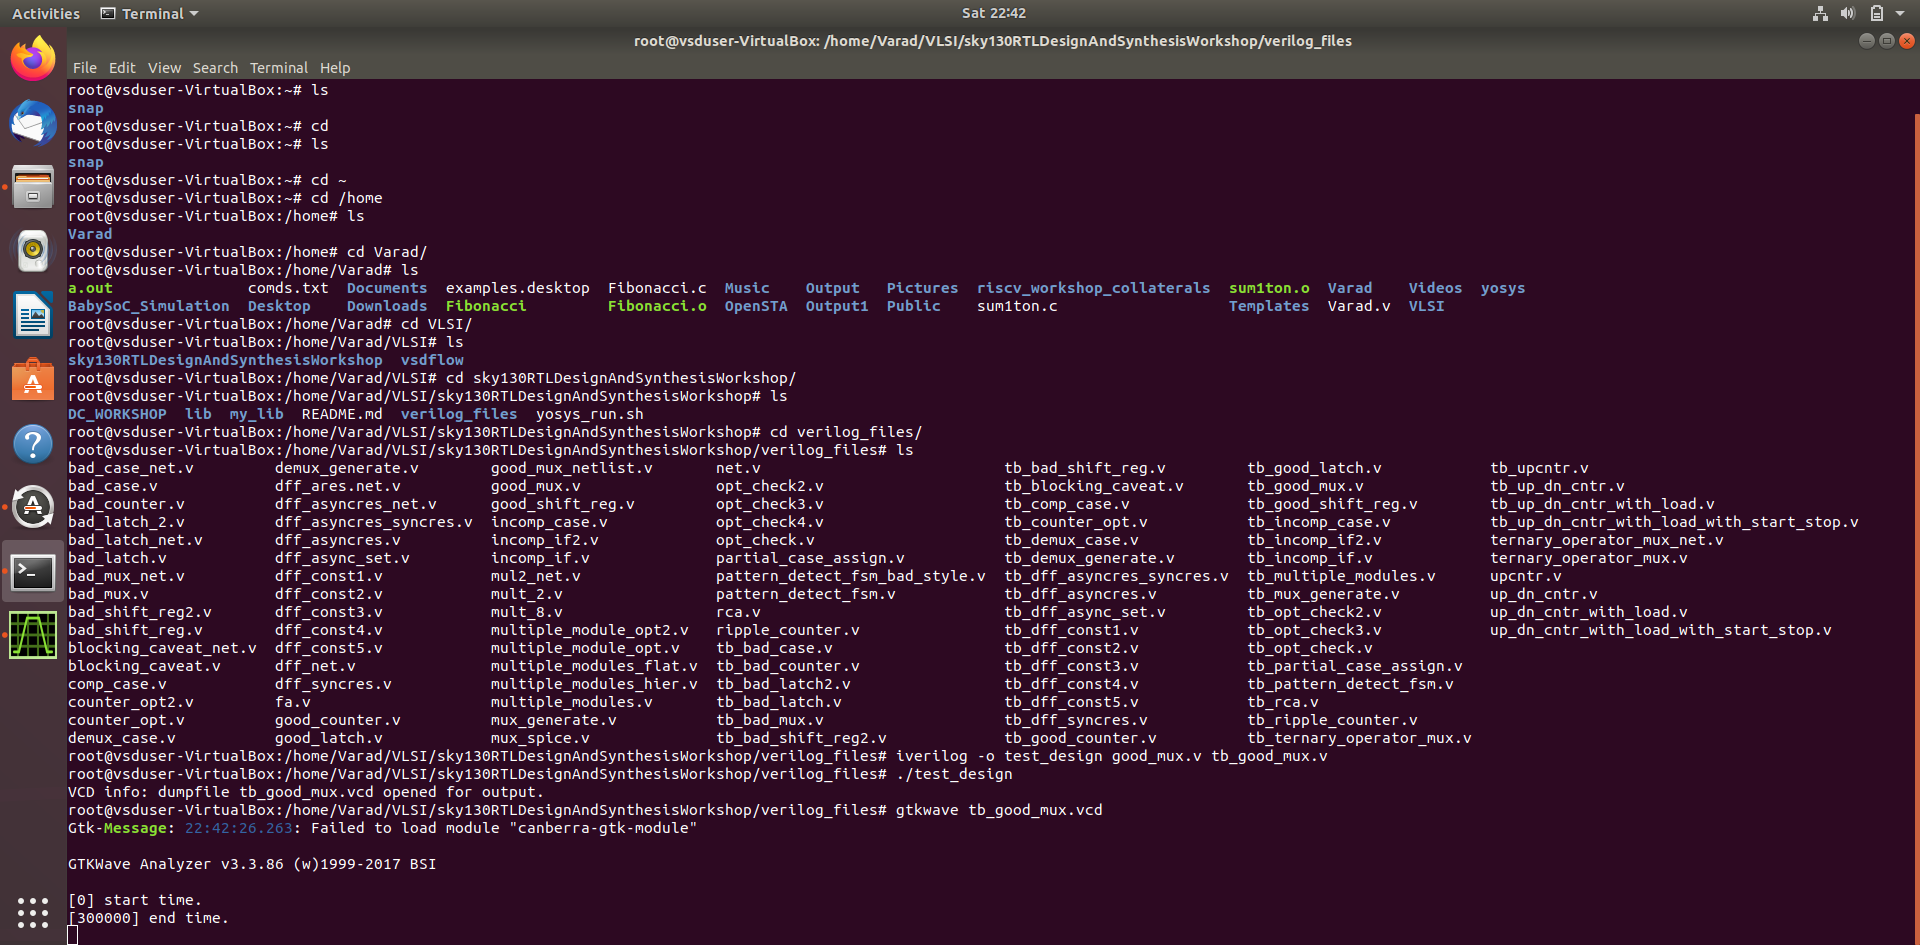 Activities Terminal Sat 22:42
root@vsduser-VirtualBox: /home/Varad/VLSI/sky130RTLDesignAndSynthesisWorkshop/verilog_files
File Edit View Search Terminal Help
root@vsduser-VirtualBox:~# ls
snap
root@vsduser-VirtualBox:~# cd
root@vsduser-VirtualBox:~# ls
snap
root@vsduser-VirtualBox:~# cd ~
root@vsduser-VirtualBox:~# cd /home
root@vsduser-VirtualBox:/home# ls
Varad
root@vsduser-VirtualBox:/home# cd Varad/
root@vsduser-VirtualBox:/home/Varad# ls
a.out comds.txt Documents examples.desktop Fibonacci.c Music Output Pictures riscv_workshop_collaterals sum1ton.o Varad Videos yosys
BabySoC_Simulation Desktop Downloads Fibonacci Fibonacci.o OpenSTA Output1 Public sum1ton.c Templates Varad.v VLSI
root@vsduser-VirtualBox:/home/Varad# cd VLSI/
root@vsduser-VirtualBox:/home/Varad/VLSI# ls
sky130RTLDesignAndSynthesisWorkshop vsdflow
root@vsduser-VirtualBox:/home/Varad/VLSI# cd sky130RTLDesignAndSynthesisWorkshop/
root@vsduser-VirtualBox:/home/Varad/VLSI/sky130RTLDesignAndSynthesisWorkshop# ls
DC_WORKSHOP lib my_lib README.md verilog_files yosys_run.sh
root@vsduser-VirtualBox:/home/Varad/VLSI/sky130RTLDesignAndSynthesisWorkshop# cd verilog_files/
root@vsduser-VirtualBox:/home/Varad/VLSI/sky130RTLDesignAndSynthesisWorkshop/verilog_files# ls
bad_case_net.v demux_generate.v good_mux_netlist.v net.v tb_bad_shift_reg.v tb_good_latch.v tb_upcntr.v
bad_case.v dff_ares.net.v good_mux.v opt_check2.v tb_blocking_caveat.v tb_good_mux.v tb_up_dn_cntr.v
bad_counter.v dff_asyncres_net.v good_shift_reg.v opt_check3.v tb_comp_case.v tb_good_shift_reg.v tb_up_dn_cntr_with_load.v
bad_latch_2.v dff_asyncres_syncres.v incomp_case.v opt_check4.v tb_counter_opt.v tb_incomp_case.v tb_up_dn_cntr_with_load_with_start_stop.v
bad_latch_net.v dff_asyncres.v incomp_if2.v opt_check.v tb_demux_case.v tb_incomp_if2.v ternary_operator_mux_net.v
bad_latch.v dff_async_set.v incomp_if.v partial_case_assign.v tb_demux_generate.v tb_incomp_if.v ternary_operator_mux.v
bad_mux_net.v dff_const1.v mul2_net.v pattern_detect_fsm_bad_style.v tb_dff_asyncres_syncres.v tb_multiple_modules.v upcntr.v
bad_mux.v dff_const2.v mult_2.v pattern_detect_fsm.v tb_dff_asyncres.v tb_mux_generate.v up_dn_cntr.v
bad_shift_reg2.v dff_const3.v mult_8.v rca.v tb_dff_async_set.v tb_opt_check2.v up_dn_cntr_with_load.v
bad_shift_reg.v dff_const4.v multiple_module_opt2.v ripple_counter.v tb_dff_const1.v tb_opt_check3.v up_dn_cntr_with_load_with_start_stop.v
blocking_caveat_net.v dff_const5.v multiple_module_opt.v tb_bad_case.v tb_dff_const2.v tb_opt_check.v
blocking_caveat.v dff_net.v multiple_modules_flat.v tb_bad_counter.v tb_dff_const3.v tb_partial_case_assign.v
comp_case.v dff_syncres.v multiple_modules_hier.v tb_bad_latch2.v tb_dff_const4.v tb_pattern_detect_fsm.v
counter_opt2.v fa.v multiple_modules.v tb_bad_latch.v tb_dff_const5.v tb_rca.v
counter_opt.v good_counter.v mux_generate.v tb_bad_mux.v tb_dff_syncres.v tb_ripple_counter.v
demux_case.v good_latch.v mux_spice.v tb_bad_shift_reg2.v tb_good_counter.v tb_ternary_operator_mux.v
root@vsduser-VirtualBox:/home/Varad/VLSI/sky130RTLDesignAndSynthesisWorkshop/verilog_files# iverilog -o test_design good_mux.v tb_good_mux.v
root@vsduser-VirtualBox:/home/Varad/VLSI/sky130RTLDesignAndSynthesisWorkshop/verilog_files# ./test_design
VCD info: dumpfile tb_good_mux.vcd opened for output.
root@vsduser-VirtualBox:/home/Varad/VLSI/sky130RTLDesignAndSynthesisWorkshop/verilog_files# gtkwave tb_good_mux.vcd
Gtk-Message: 22:42:26.263: Failed to load module "canberra-gtk-module"
GTKWave Analyzer v3.3.86 (w)1999-2017 BSI
[0] start time.
[300000] end time.